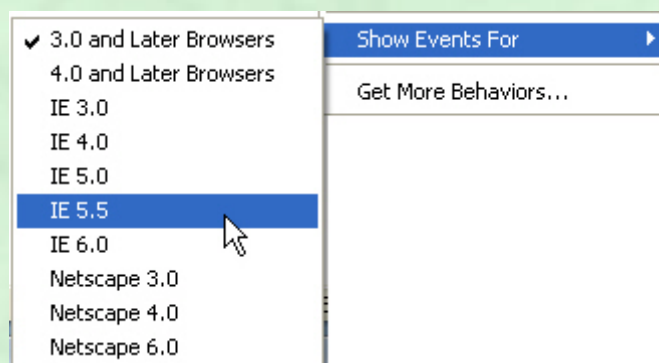 3.0 and Later Browsers
4.0 and Later Browsers
IE 3.0
IE 4.0
IE 5.0
IE 5.5
IE 6.0
Netscape 3.0
Netscape 4.0
Netscape 6.0
Show Events For
Get More Behaviors...